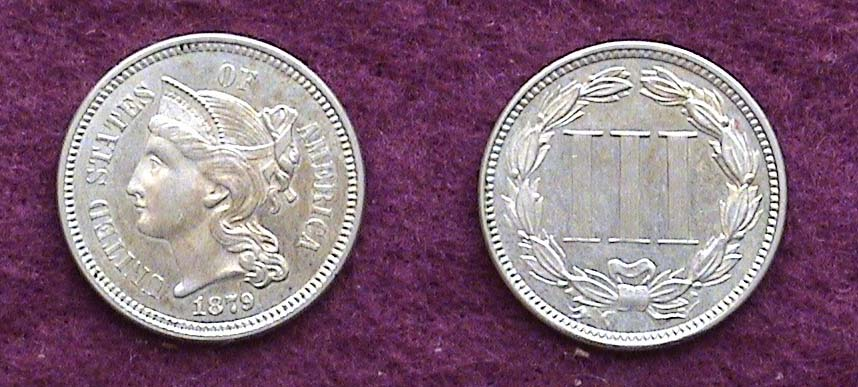 UNITED STATES OF AMERICA
1879
III